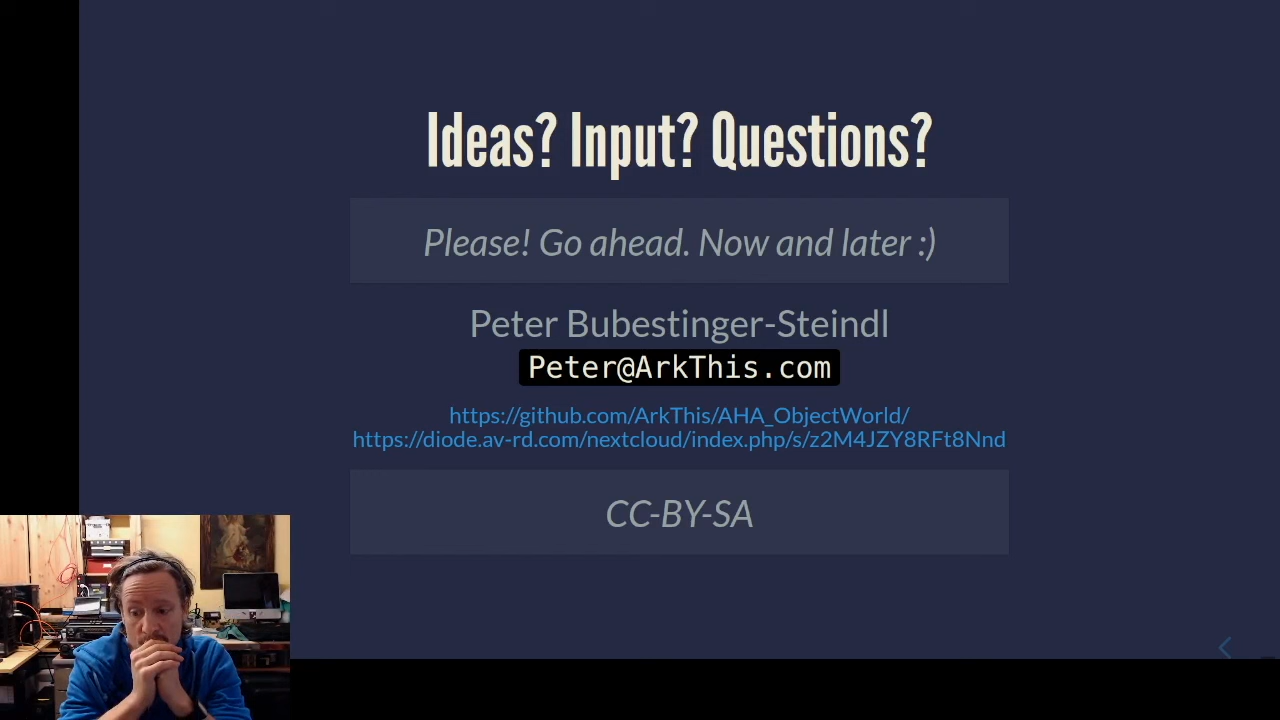 Ideas? Input? Questions?
Please! Go ahead. Now and later :)
Peter Bubestinger-Steindl
Peter@ArkThis.com
https://github.com/ArkThis/AHA_ObjectWorld/
https://diode.av-rd.com/nextcloud/index.php/s/z2M4JZY8RFt8Nnd
CC-BY-SA